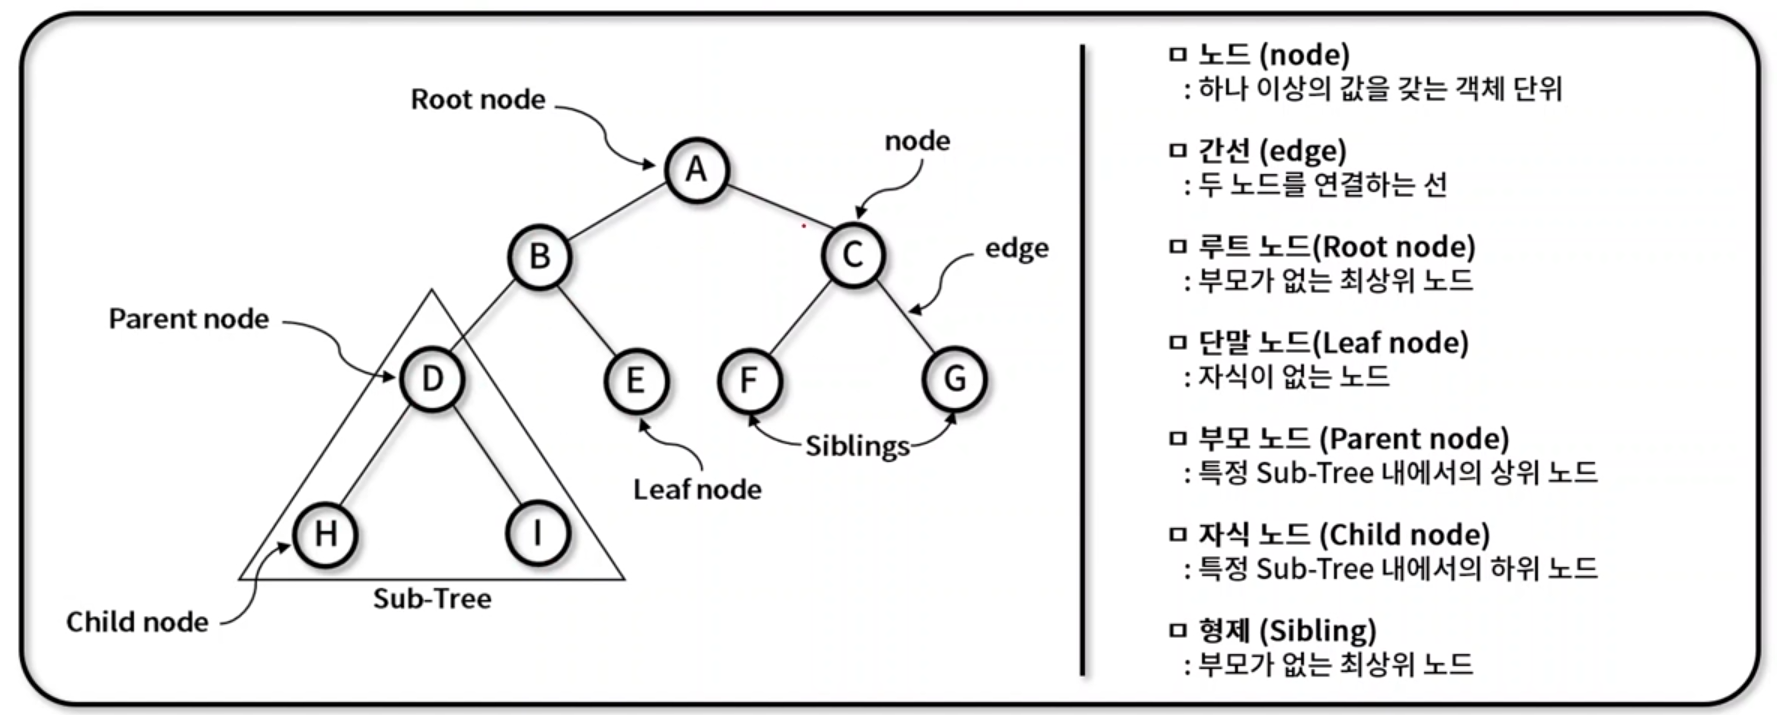 Root node
A
node
B
C
edge
Parent node
D
E
F
G
Siblings
Leaf node
H
I
Sub-Tree
Child node
노드 (node)
: 하나 이상의 값을 갖는 객체 단위
간선 (edge)
: 두 노드를 연결하는 선
루트 노드(Root node)
: 부모가 없는 최상위 노드
단말 노드(Leaf node)
: 자식이 없는 노드
부모 노드 (Parent node)
: 특정 Sub-Tree 내에서의 상위 노드
자식 노드 (Child node)
: 특정 Sub-Tree 내에서의 하위 노드
형제 (Sibling)
: 부모가 없는 최상위 노드